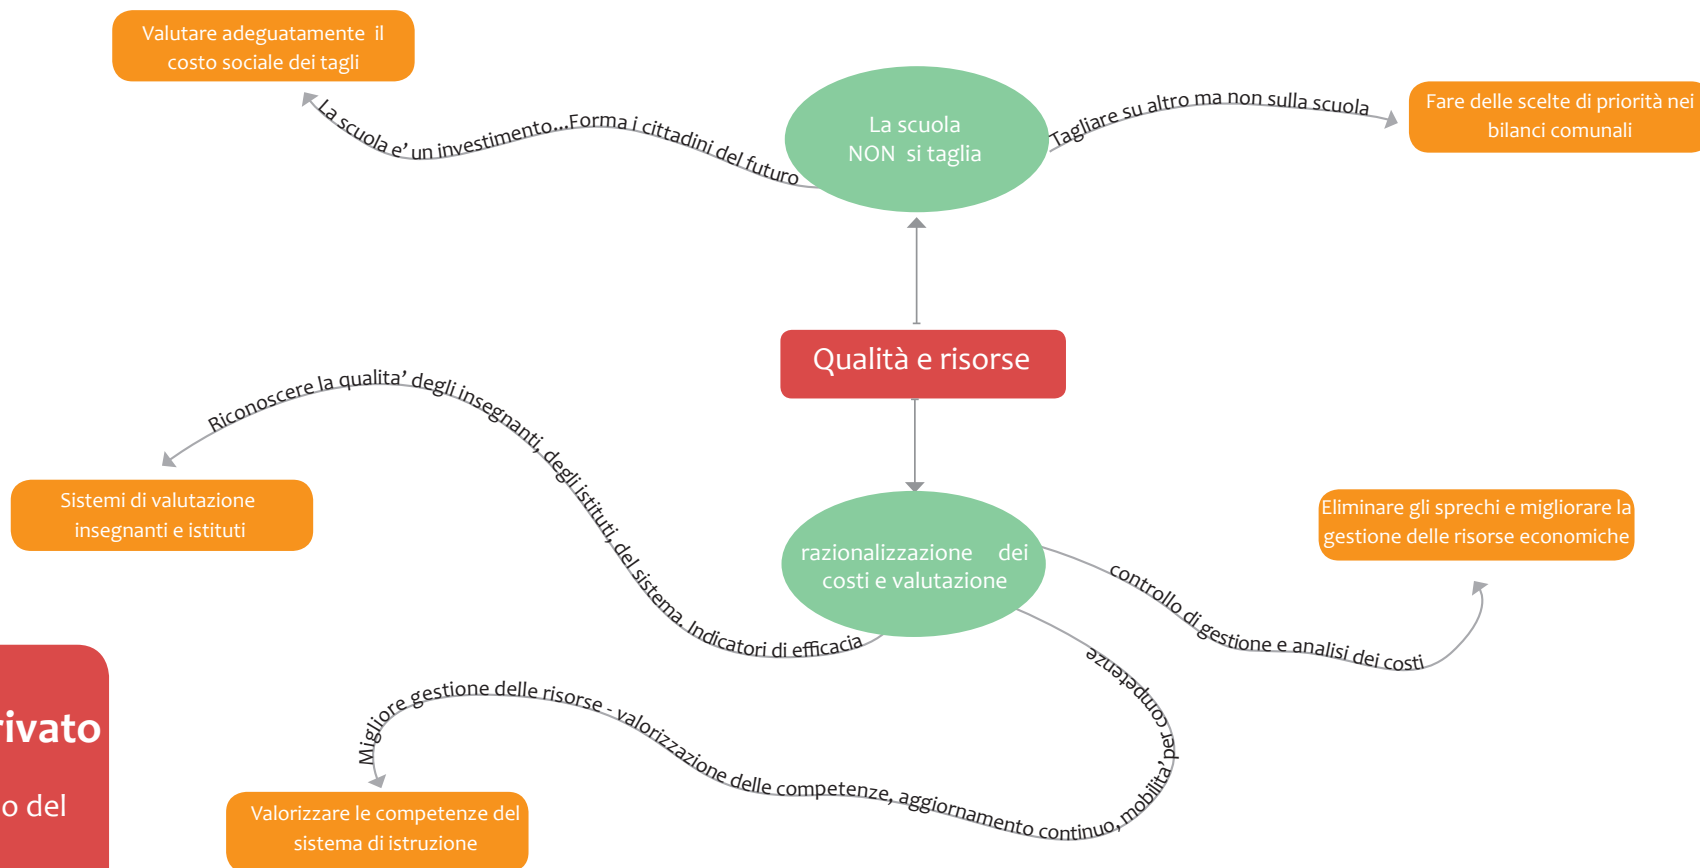 Valutare adeguatamente il
costo sociale dei tagli
La scuola e' un investimento...Forma i cittadini del futuro
La scuola
NON si taglia
Tagliare su altro ma non sulla scuola
Fare delle scelte di priorità nei
bilanci comunali
Qualità e risorse
Riconoscere la qualita' degli insegnanti, degli istituti, del sistema. Indicatori di efficacia
Sistemi di valutazione
insegnanti e istituti
razionalizzazione dei
costi e valutazione
Eliminare gli sprechi e migliorare la
gestione delle risorse economiche
controllo di gestione e analisi dei costi
Migliore gestione delle risorse - valorizzazione delle competenze, aggiornamento continuo, mobilita' per competenze
Valorizzare le competenze del
sistema di istruzione
rivato
o del